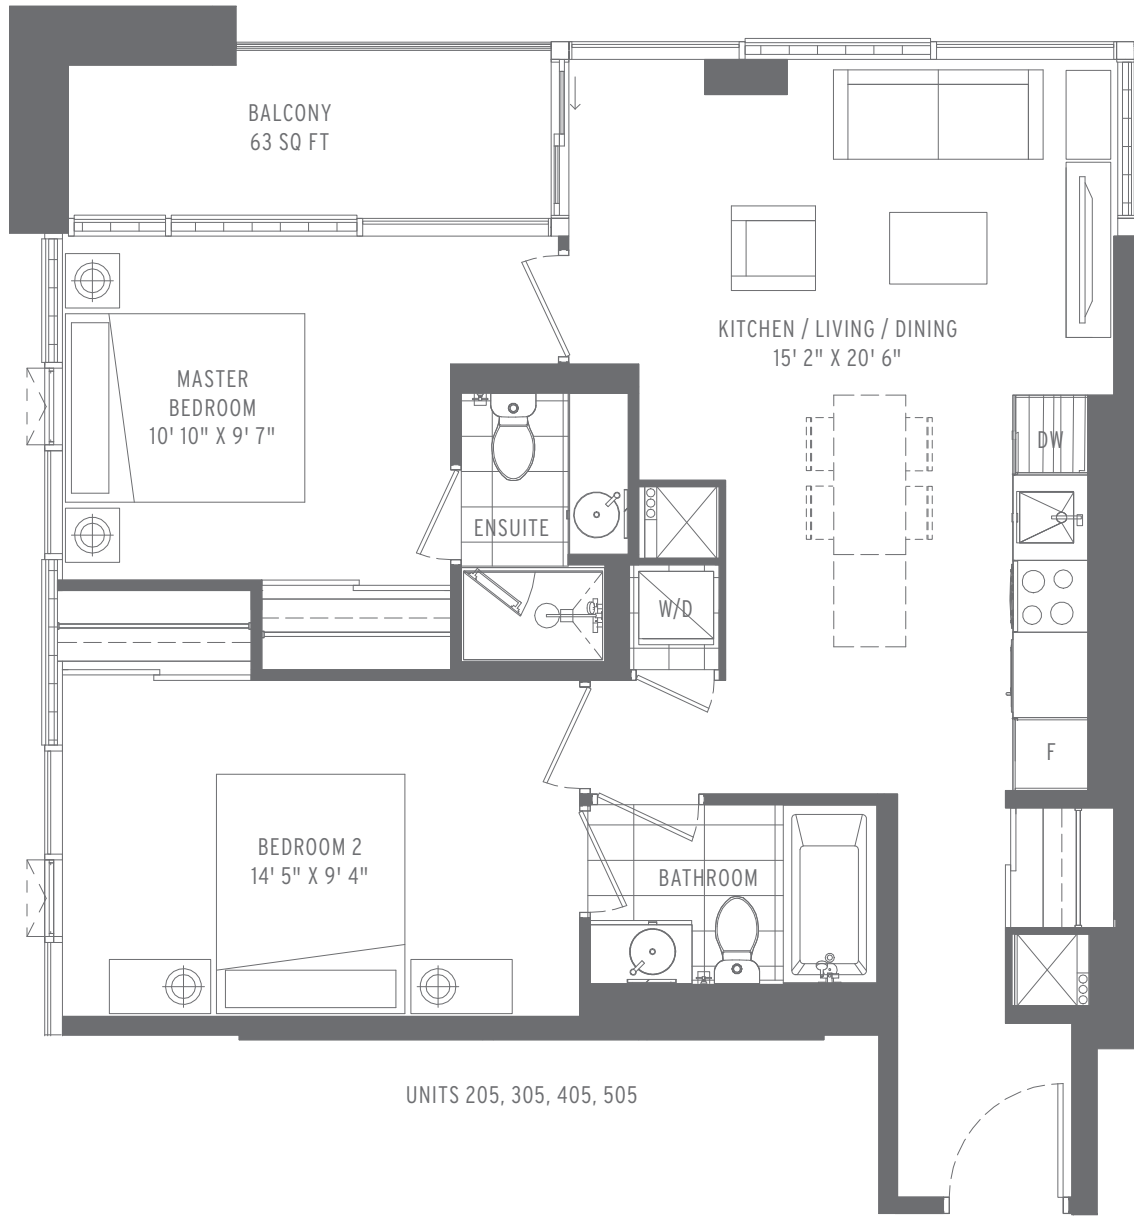 BALCONY
63 SQ FT
KITCHEN / LIVING / DINING
15' 2" X 20' 6"
MASTER
BEDROOM
10' 10" X 9' 7"
DW
ENSUITE
W/D
F
BEDROOM 2
14' 5" X 9' 4"
BATHROOM
UNITS 205, 305, 405, 505